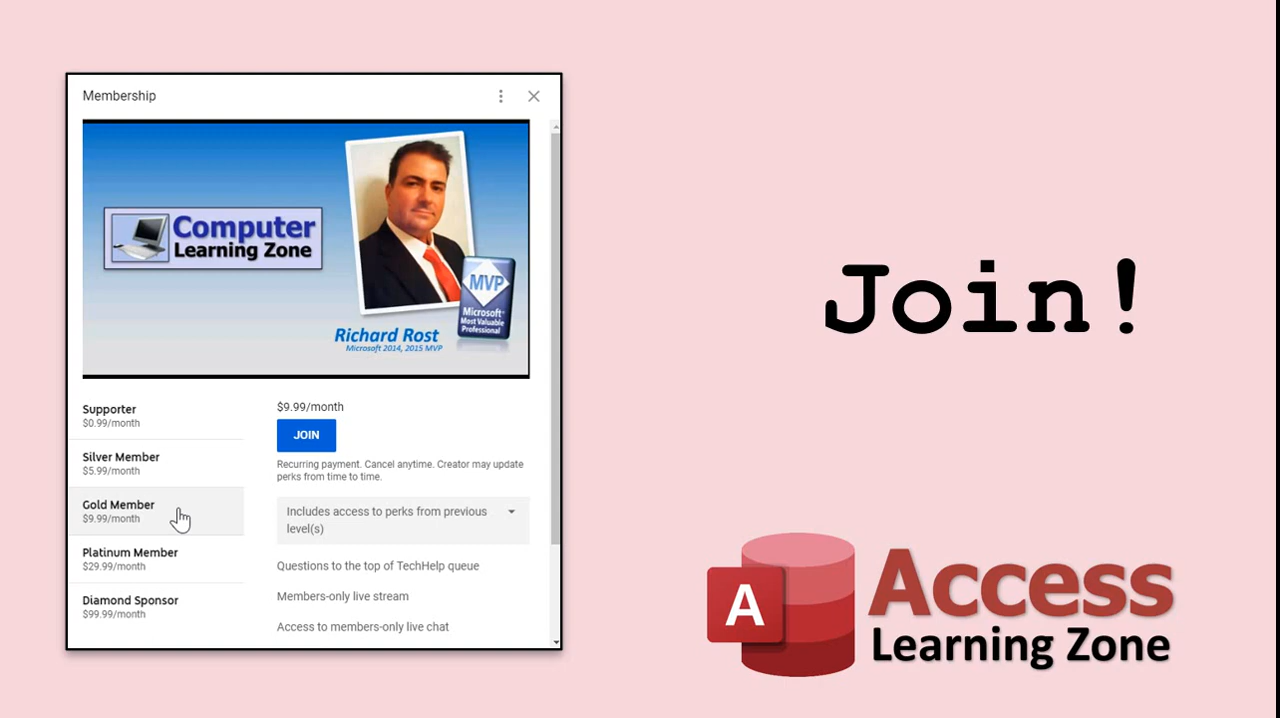 Membership
Computer
Learning Zone
MVP
Microsoft®
Most Valuable
Professional
Richard Rost
Microsoft 2014, 2015 MVP
Supporter
$0.99/month
Silver Member
$5.99/month
Gold Member
$9.99/month
Platinum Member
$29.99/month
Diamond Sponsor
$99.99/month
$9.99/month
JOIN
Recurring payment. Cancel anytime. Creator may update
perks from time to time.
Includes access to perks from previous
level(s)
Questions to the top of TechHelp queue
Members-only live stream
Access to members-only live chat
Join!
A
Access
Learning Zone